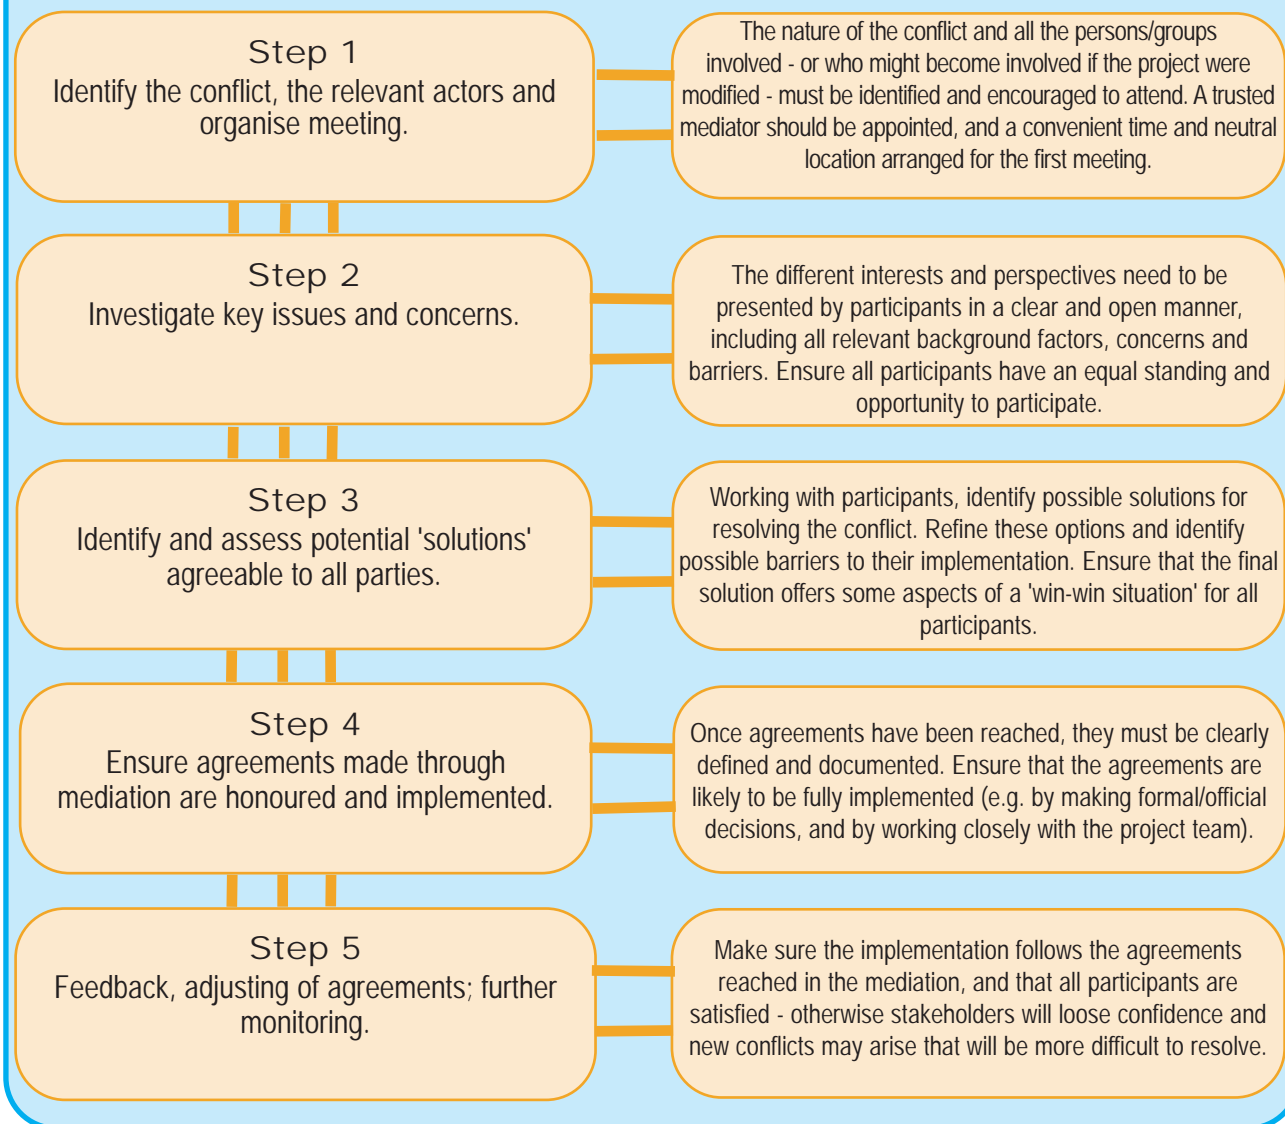 Step 1
Identify the conflict, the relevant actors and
organise meeting.
The nature of the conflict and all the persons/groups
involved - or who might become involved if the project were
modified - must be identified and encouraged to attend. A trusted
mediator should be appointed, and a convenient time and neutral
location arranged for the first meeting.
Step 2
Investigate key issues and concerns.
The different interests and perspectives need to be
presented by participants in a clear and open manner,
including all relevant background factors, concerns and
barriers. Ensure all participants have an equal standing and
opportunity to participate.
Step 3
Identify and assess potential 'solutions'
agreeable to all parties.
Working with participants, identify possible solutions for
resolving the conflict. Refine these options and identify
possible barriers to their implementation. Ensure that the final
solution offers some aspects of a 'win-win situation' for all
participants.
Step 4
Ensure agreements made through
mediation are honoured and implemented.
Once agreements have been reached, they must be clearly
defined and documented. Ensure that the agreements are
likely to be fully implemented (e.g. by making formal/official
decisions, and by working closely with the project team).
Step 5
Feedback, adjusting of agreements; further
monitoring.
Make sure the implementation follows the agreements
reached in the mediation, and that all participants are
satisfied - otherwise stakeholders will loose confidence and
new conflicts may arise that will be more difficult to resolve.